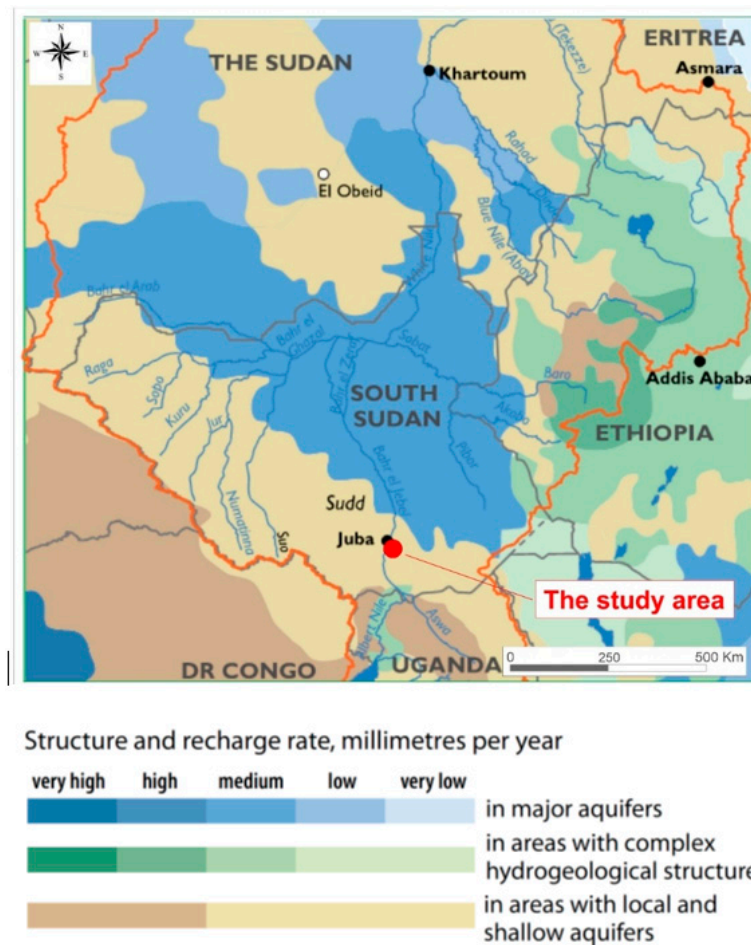 N
W E
S
THE SUDAN
(Tekezze)
ERITREA
Asmara
Khartoum
Rahad
Dinder
El Obeid
Blue Nile (Abay)
White Nile
Bahr el Arab
Bahr el
Ghazal
Bahr el Zeraf
Sobat
Raga
Sopo
Kuru
Jur
Numatinna
Suo
SOUTH
SUDAN
Baro
Akobo
Pibor
Addis Ababa
ETHIOPIA
Bahr el Jebel
Sudd
Juba
The study area
Albert Nile
Aswa
DR CONGO
UGANDA
0 250 500 Km
Structure and recharge rate, millimetres per year
very high high medium low very low
in major aquifers
in areas with complex
hydrogeological structure
in areas with local and
shallow aquifers